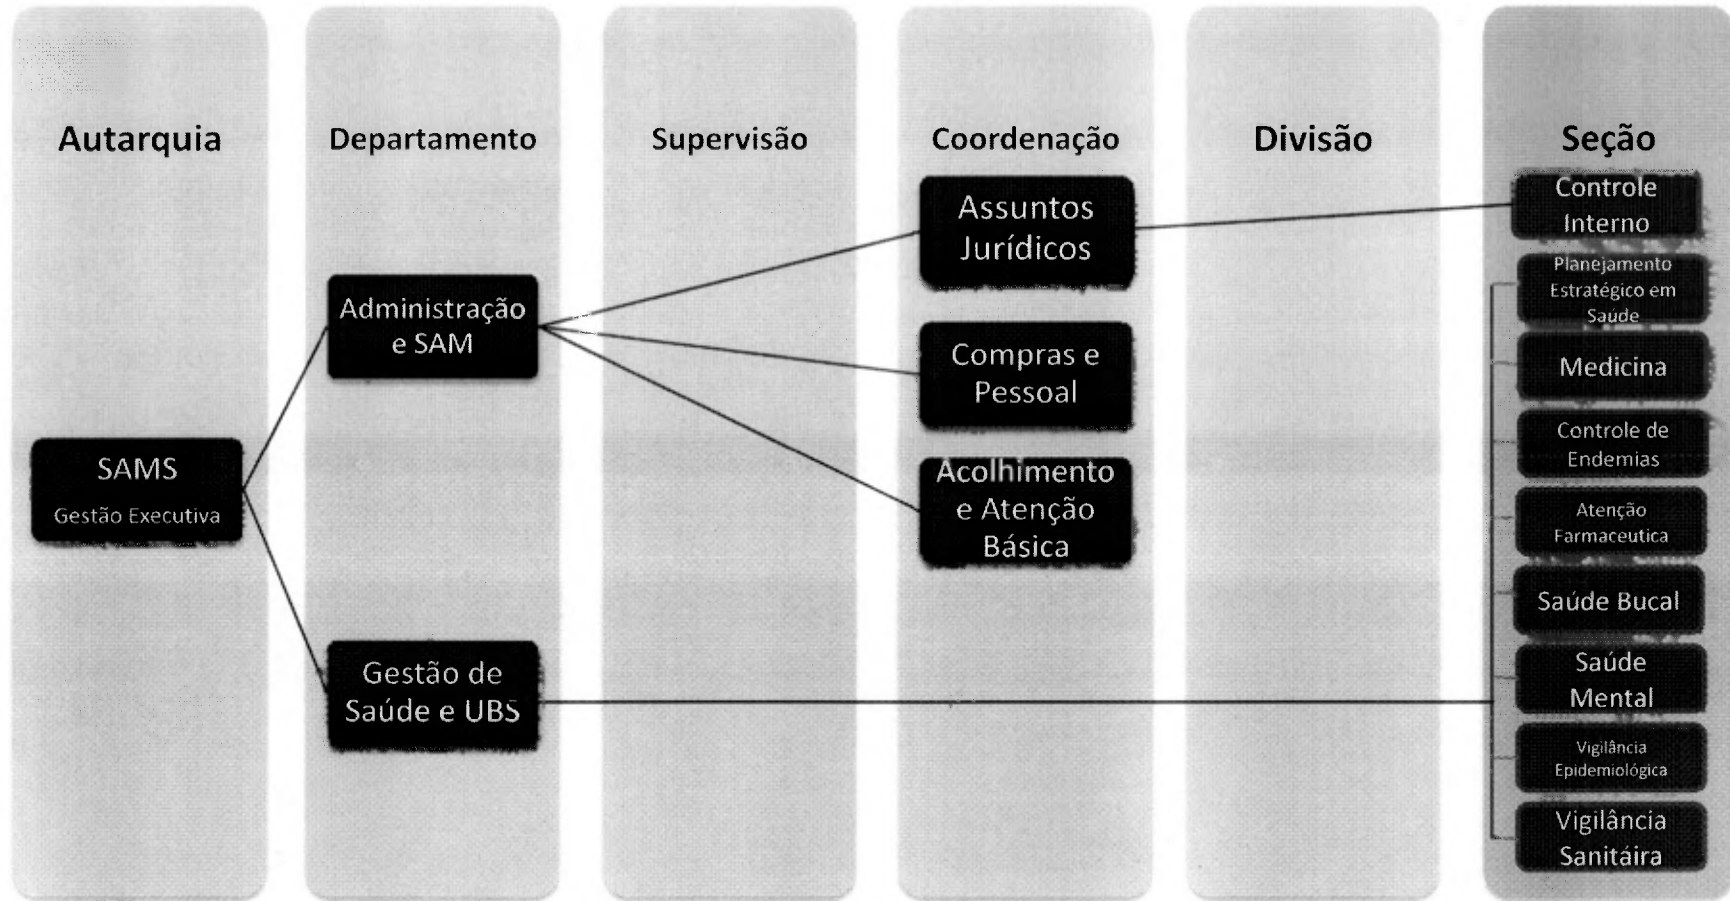 Autarquia
Departamento
Supervisão
Coordenação
Divisão
Seção
SAMS
Gestão Executiva
Administração
e SAM
Gestão de
Saúde e UBS
Assuntos
Jurídicos
Compras e
Pessoal
Acolhimento
e Atenção
Básica
Controle
Interno
Planejamento
Estratégico em
Saúde
Medicina
Controle de
Endemias
Atenção
Farmaceutica
Saúde Bucal
Saúde
Mental
Vigilância
Epidemiológica
Vigilância
Sanitáira